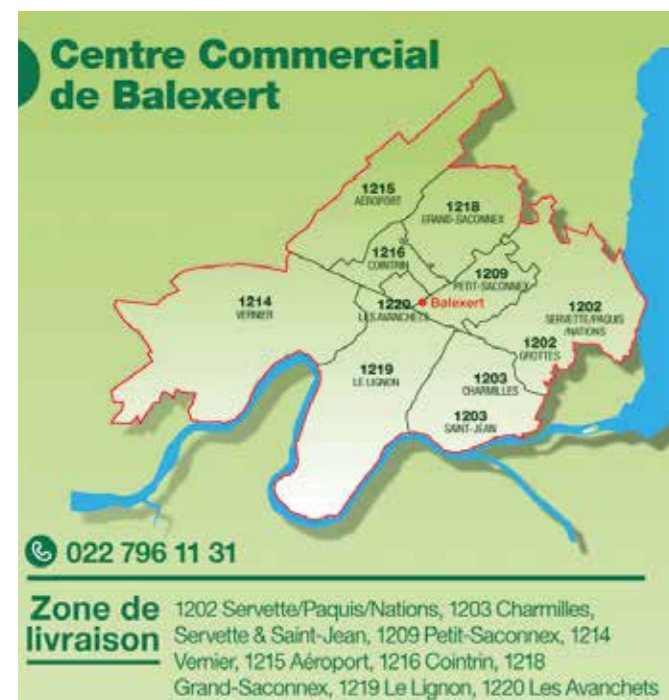 Centre Commercial
de Balexert
1215
AÉROPORT
1218
GRAND-SACONNEX
1216
COINTRIN
1209
PETIT-SACONNEX
Balexert
1214
VERNIER
1220
LES AVANCHETS
1202
SERVETTE/PAQUIS
/NATIONS
1202
GROTTES
1219
LE LIGNON
1203
CHARMILLES
1203
SAINT-JEAN
022 796 11 31
Zone de
livraison
1202 Servette/Paquis/Nations, 1203 Charmilles,
Servette & Saint-Jean, 1209 Petit-Saconnex, 1214
Vernier, 1215 Aéroport, 1216 Cointrin, 1218
Grand-Saconnex, 1219 Le Lignon, 1220 Les Avanchets